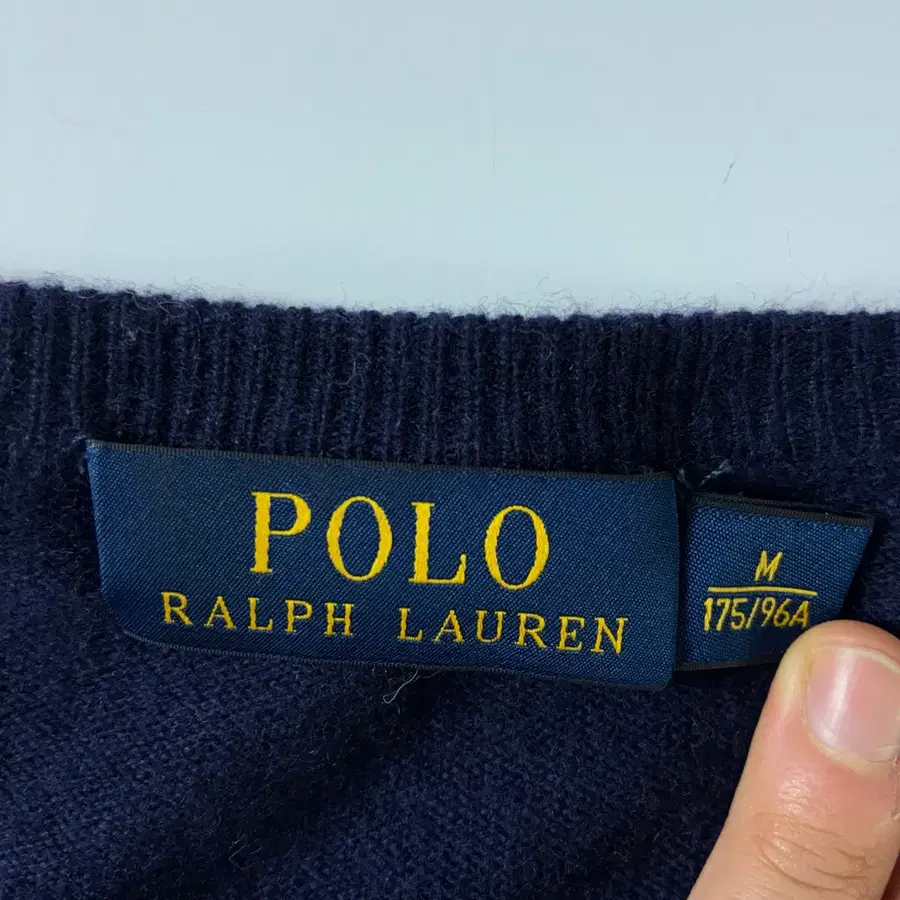 POLO
RALPH LAUREN
M
175/96A